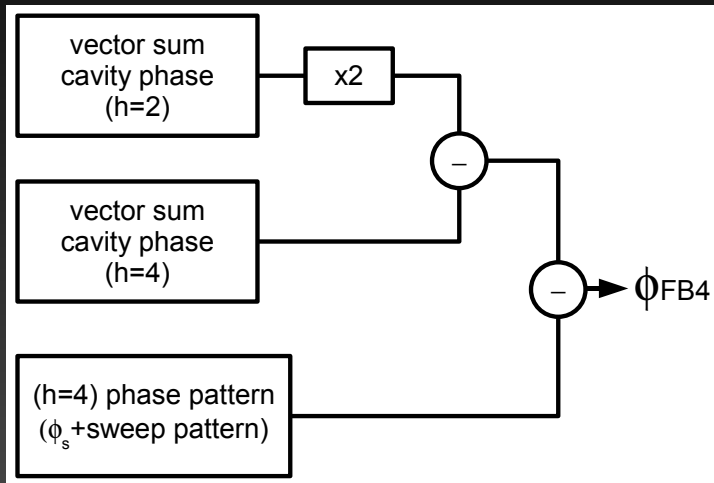 vector sum
cavity phase
(h=2)
x2
–
vector sum
cavity phase
(h=4)
–
ϕFB4
(h=4) phase pattern
(ϕs+sweep pattern)